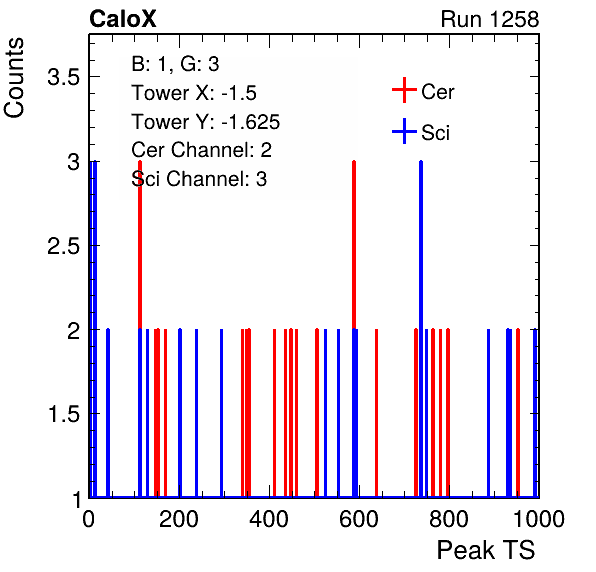 CaloX
Run 1258
Counts
B: 1, G: 3
Tower X: -1.5
Tower Y: -1.625
Cer Channel: 2
Sci Channel: 3
Cer
Sci
3.5
3
2.5
2
1.5
1
0 200 400 600 800 1000
Peak TS